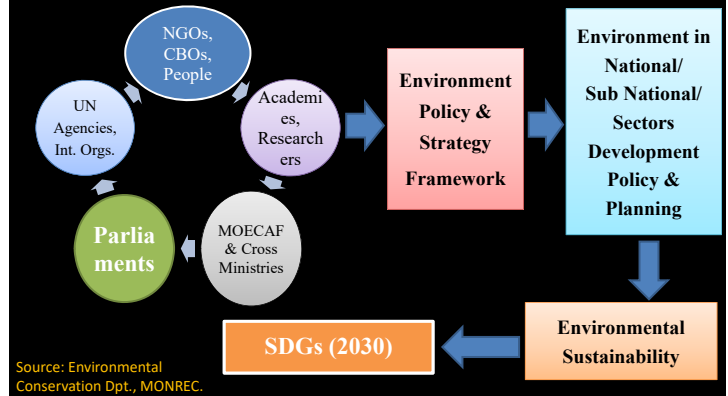 NGOs,
CBOs,
People
UN
Agencies,
Int. Orgs.
Academi
es,
Research
ers
Parlia
ments
MOECAF
& Cross
Ministries
Environment
Policy &
Strategy
Framework
Environment in
National/
Sub National/
Sectors
Development
Policy &
Planning
Environmental
Sustainability
SDGs (2030)
Source: Environmental
Conservation Dpt., MONREC.